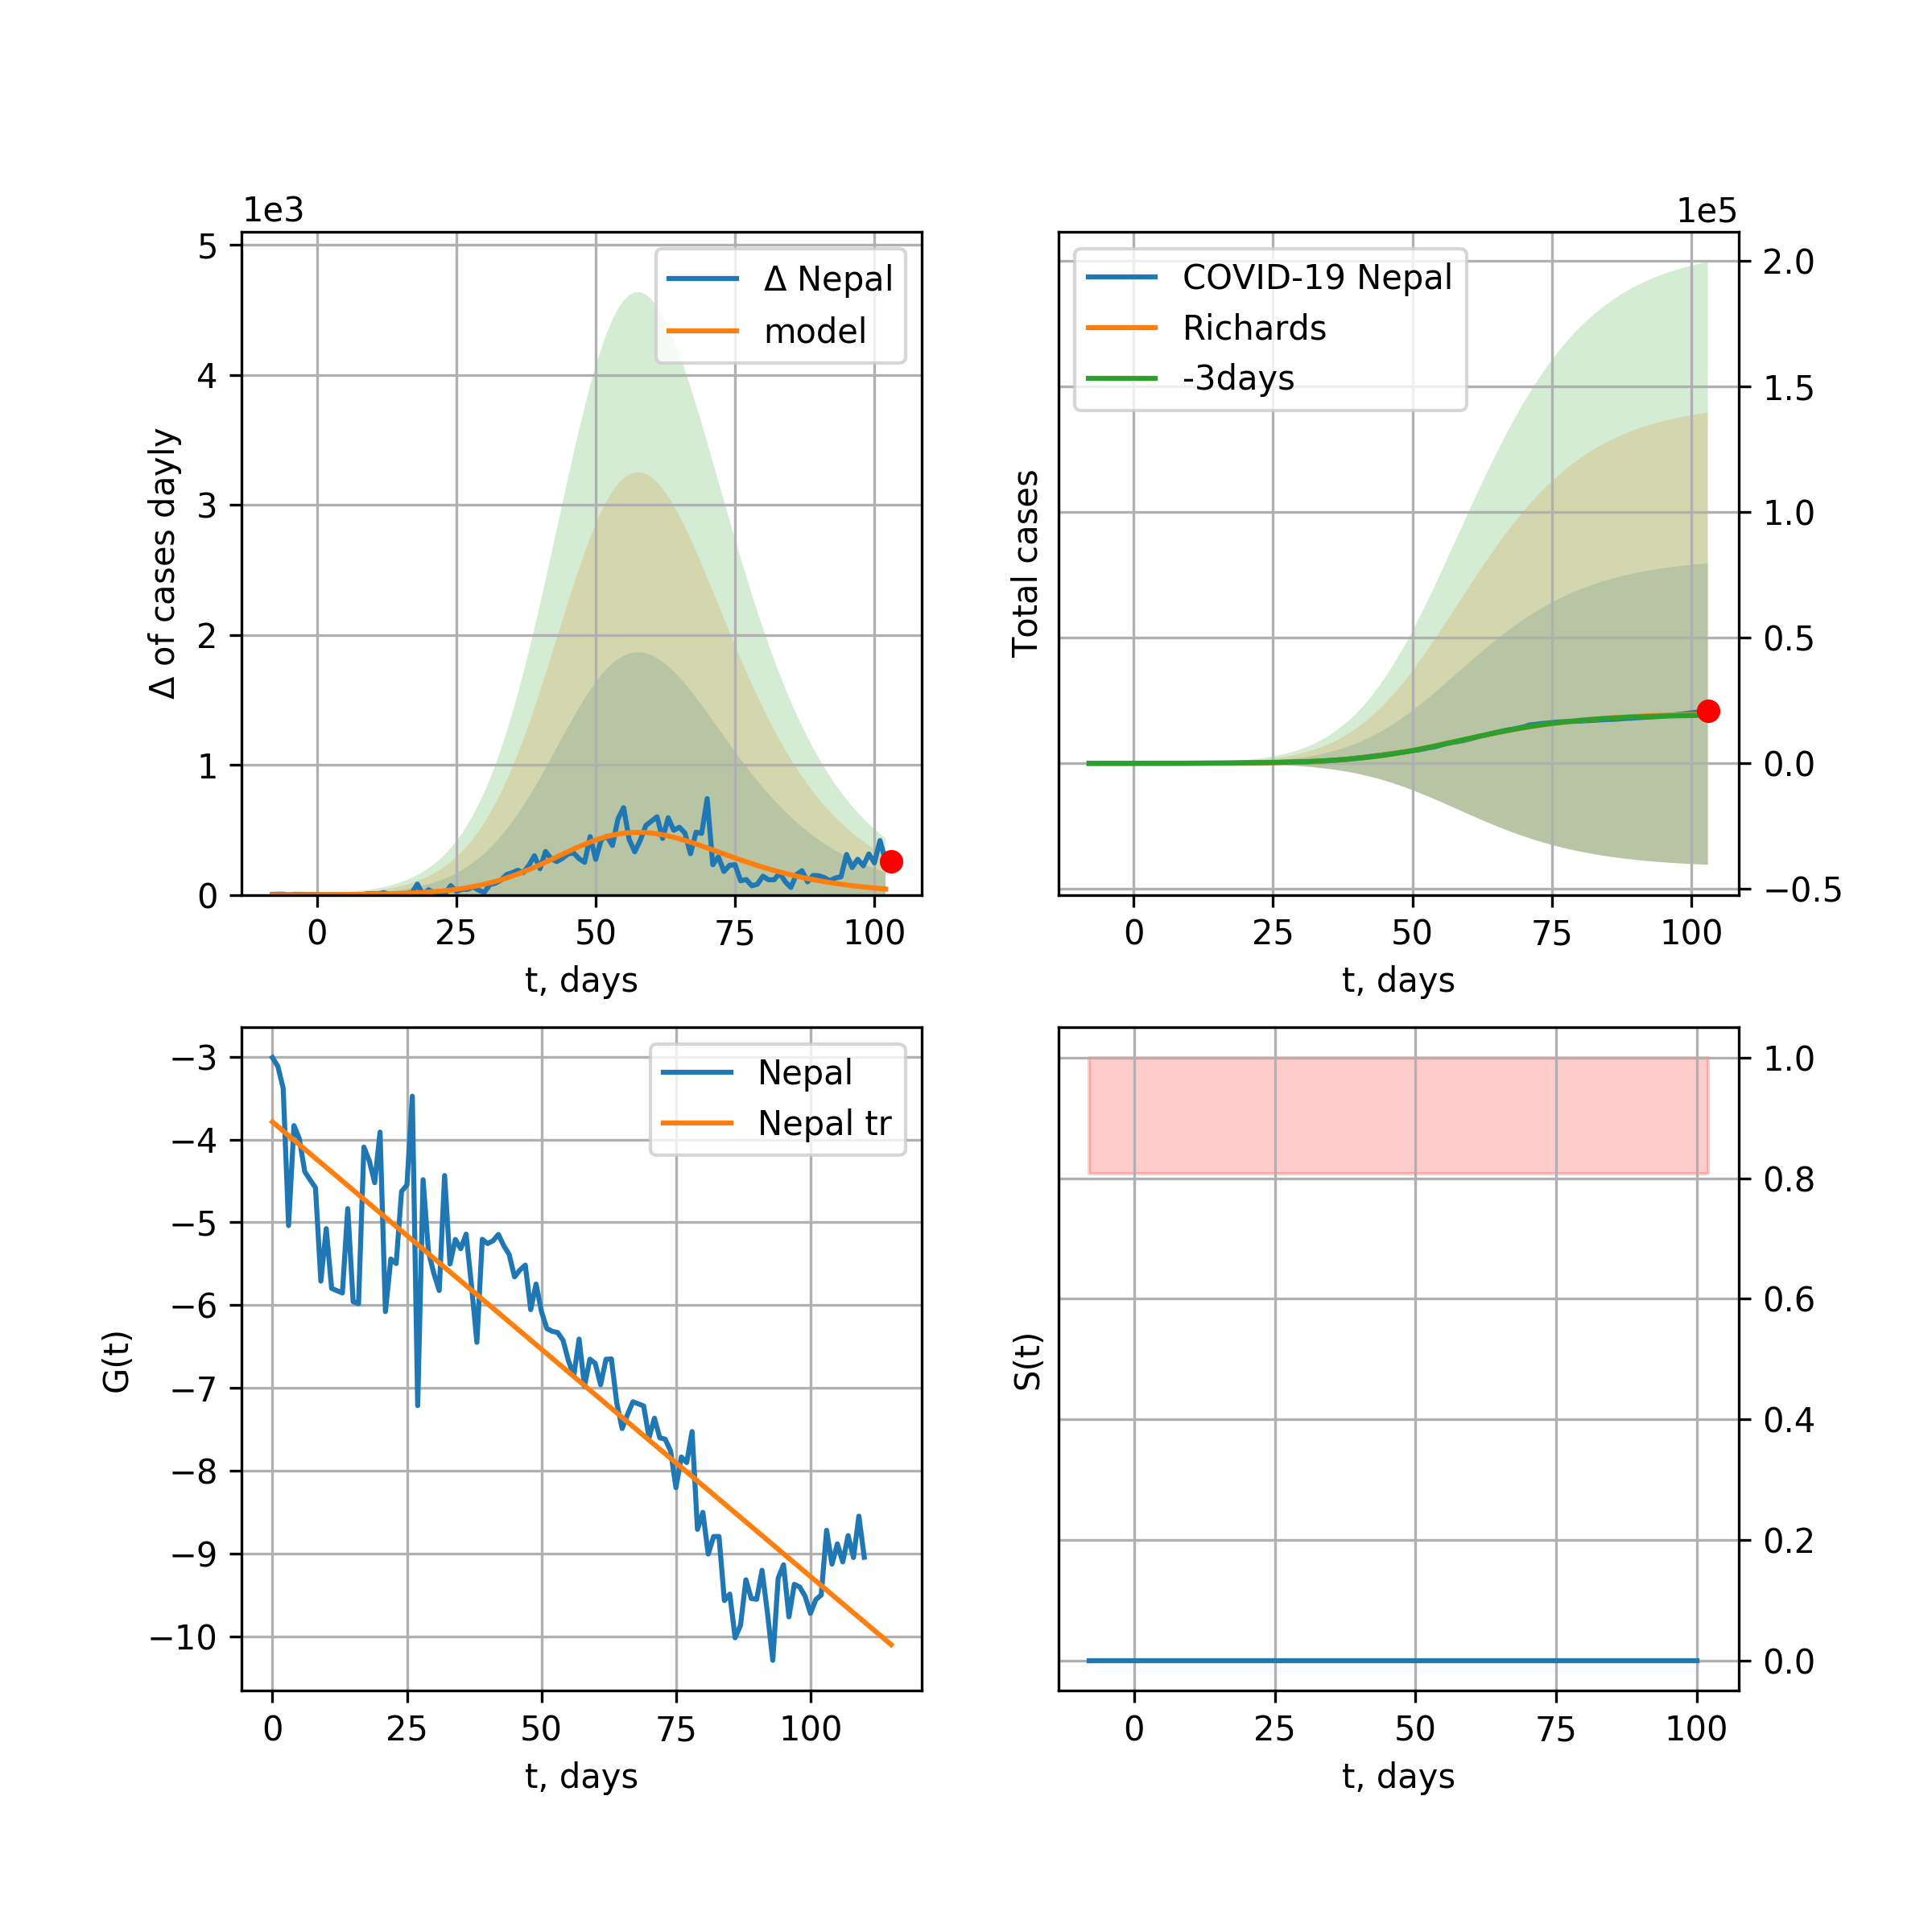 1e3
5
4
3
2
1
0
Δ of cases dayly
Δ Nepal
model
0 25 50 75 100
t, days
1e5
2.0
1.5
1.0
0.5
0.0
−0.5
Total cases
COVID-19 Nepal
Richards
-3days
0 25 50 75 100
t, days
−3
−4
−5
−6
−7
−8
−9
−10
G(t)
Nepal
Nepal tr
0 25 50 75 100
t, days
1.0
0.8
0.6
0.4
0.2
0.0
S(t)
0 25 50 75 100
t, days